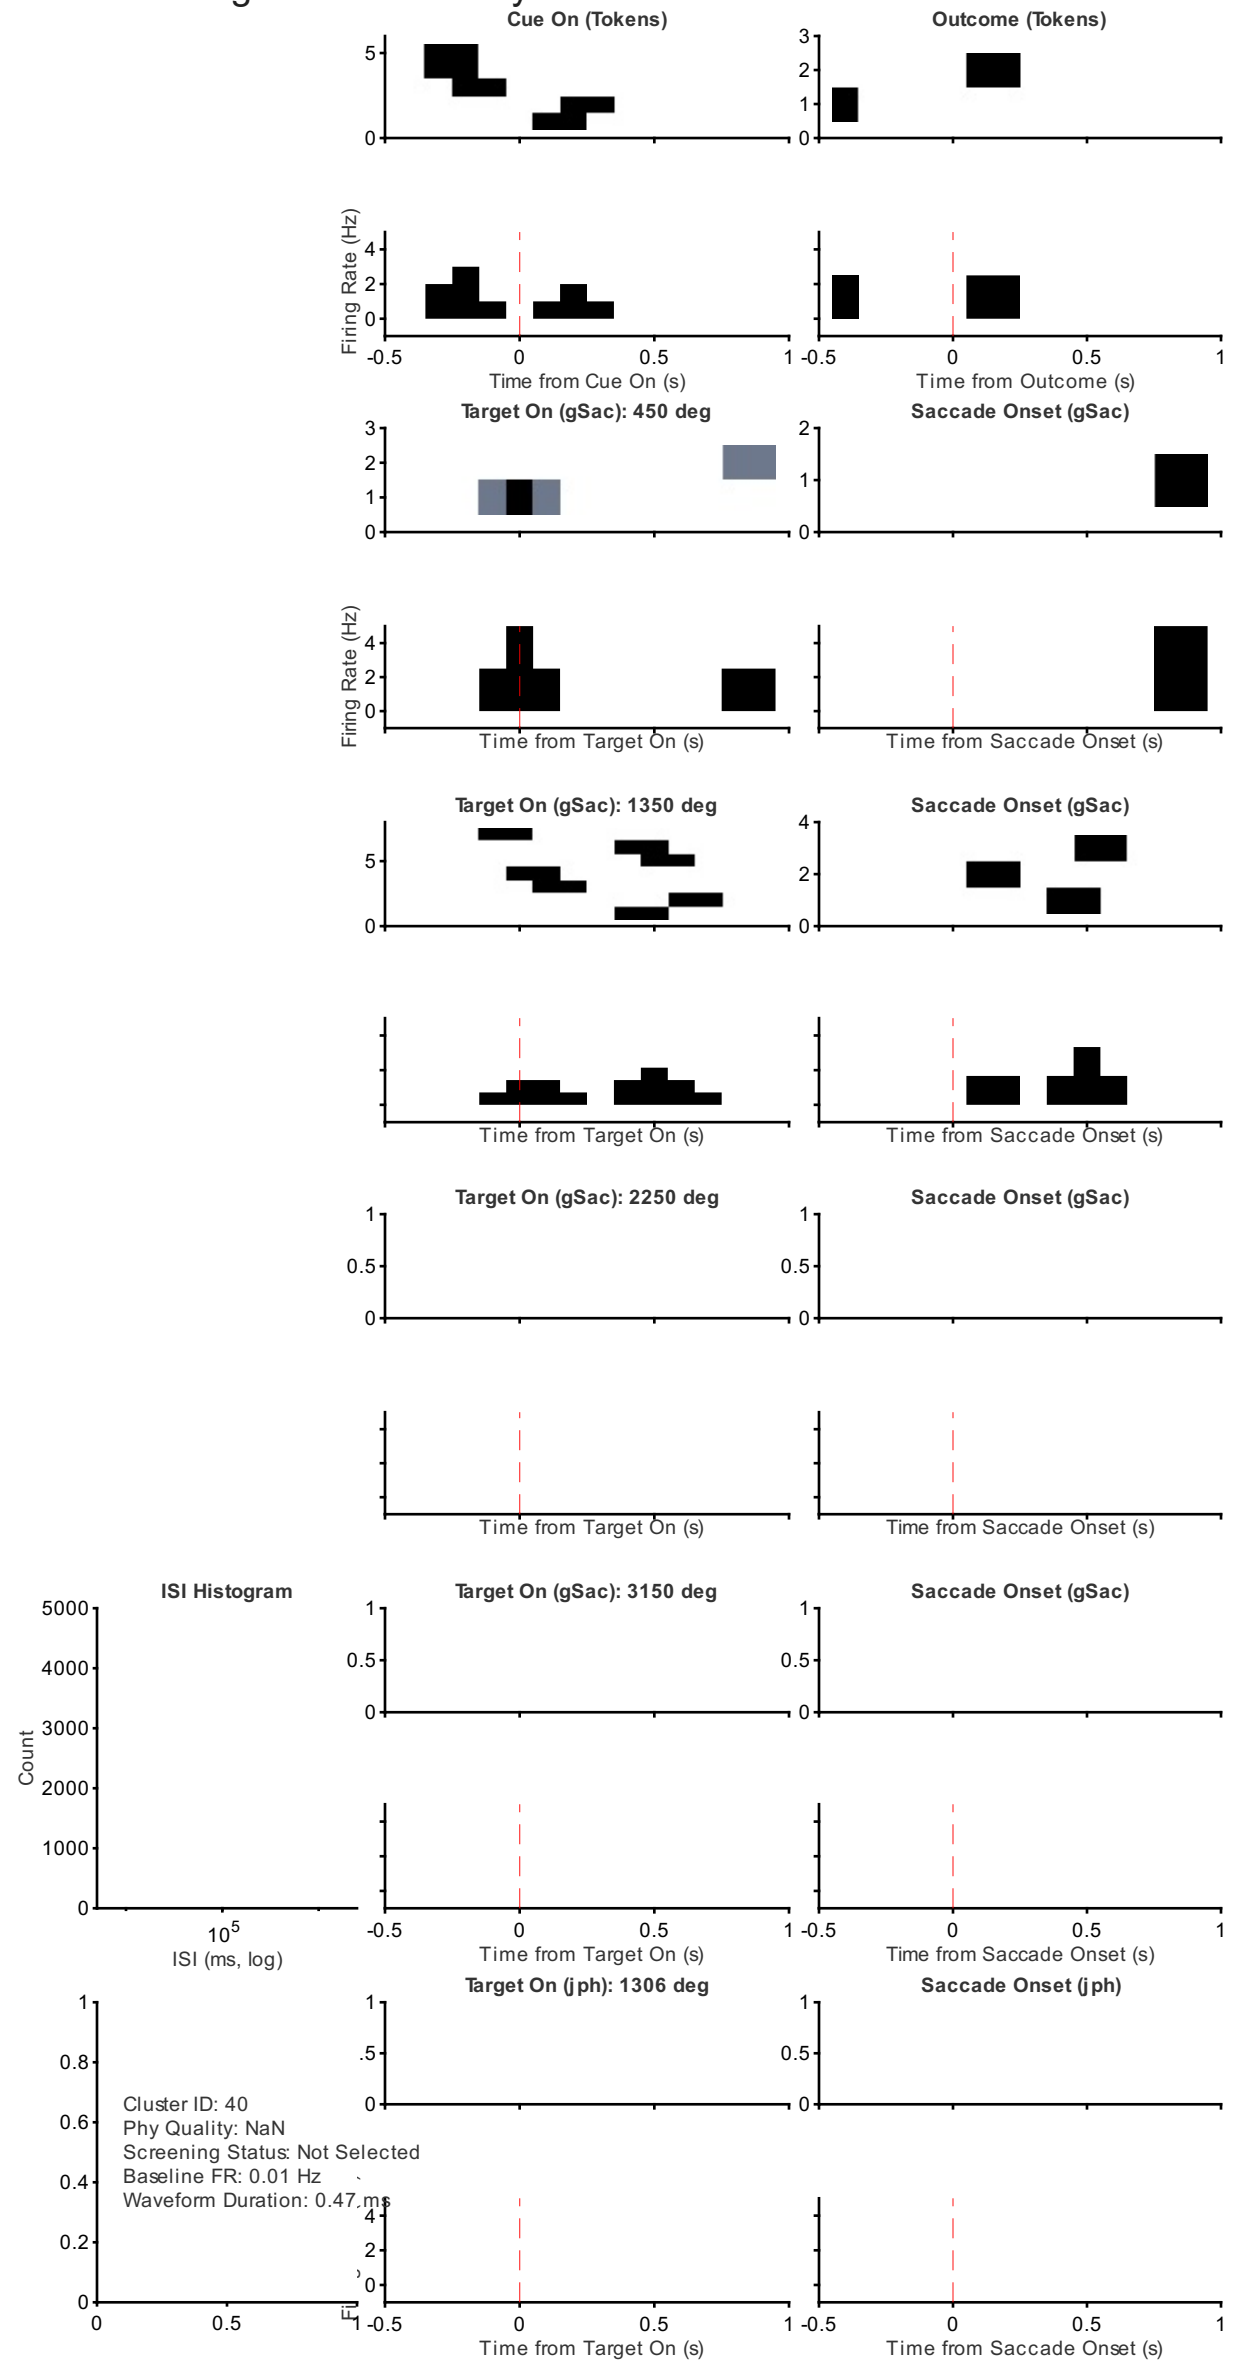 Cue On (Tokens)
Outcome (Tokens)
5
0
3
2
1
0
Firing Rate (Hz)
4
2
0
-0.5 0 0.5 1
-0.5 0 0.5 1
Time from Cue On (s)
Time from Outcome (s)
Target On (gSac): 450 deg
Saccade Onset (gSac)
3
2
1
0
2
1
0
Firing Rate (Hz)
4
2
0
Time from Target On (s)
Time from Saccade Onset (s)
Target On (gSac): 1350 deg
Saccade Onset (gSac)
5
0
4
2
0
Time from Target On (s)
Time from Saccade Onset (s)
Target On (gSac): 2250 deg
Saccade Onset (gSac)
1
0.5
0
1
0.5
0
Time from Target On (s)
Time from Saccade Onset (s)
ISI Histogram
5000
4000
3000
2000
1000
0
Count
10^5
ISI (ms, log)
Target On (gSac): 3150 deg
Saccade Onset (gSac)
1
0.5
0
1
0.5
0
-0.5 0 0.5 1
-0.5 0 0.5 1
Time from Target On (s)
Time from Saccade Onset (s)
1
0.8
0.6
0.4
0.2
0
0 0.5 1
Cluster ID: 40
Phy Quality: NaN
Screening Status: Not Selected
Baseline FR: 0.01 Hz
Waveform Duration: 0.47 ms
Target On (jph): 1306 deg
Saccade Onset (jph)
1
.5
0
1
0.5
0
4
2
0
-0.5 0 0.5 1
-0.5 0 0.5 1
Time from Target On (s)
Time from Saccade Onset (s)